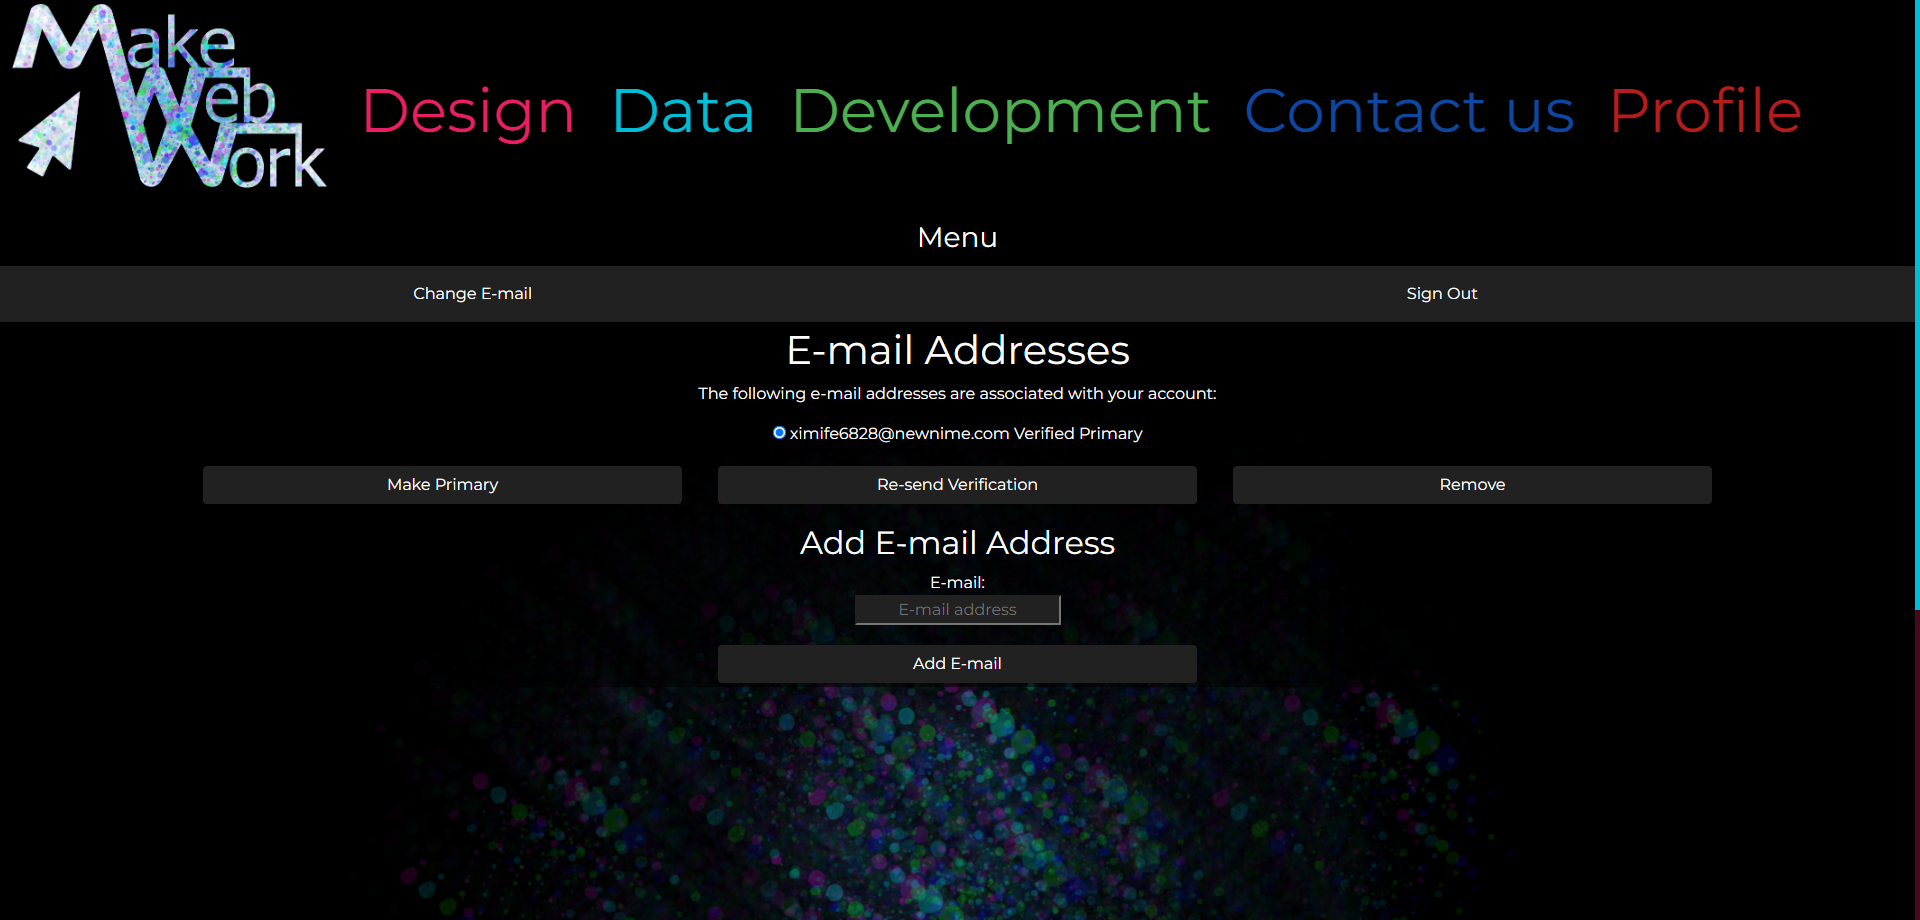 Make
Web
Work
Design Data Development Contact us Profile
Menu
Change E-mail Sign Out
E-mail Addresses
The following e-mail addresses are associated with your account:
ximife6828@newnime.com Verified Primary
Make Primary Re-send Verification Remove
Add E-mail Address
E-mail:
E-mail address
Add E-mail